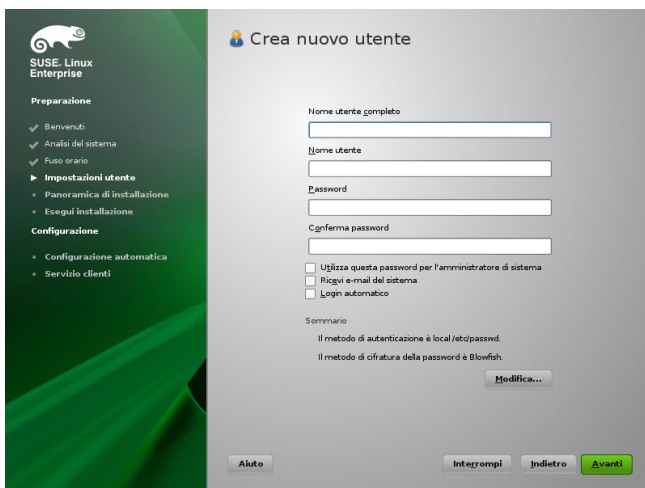 SUSE. Linux
Enterprise
Preparazione
Benvenuti
Analisi del sistema
Fuso orario
Impostazioni utente
Panoramica di installazione
Esegui installazione
Configurazione
Configurazione automatica
Servizio clienti
Crea nuovo utente
Nome utente completo
Nome utente
Password
Conferma password
Utilizza questa password per l'amministratore di sistema
Ricevi e-mail del sistema
Login automatico
Sommario
Il metodo di autenticazione è local /etc/passwd.
Il metodo di cifratura della password è Blowfish.
Modifica...
Aiuto
Interrompi
Indietro
Avanti